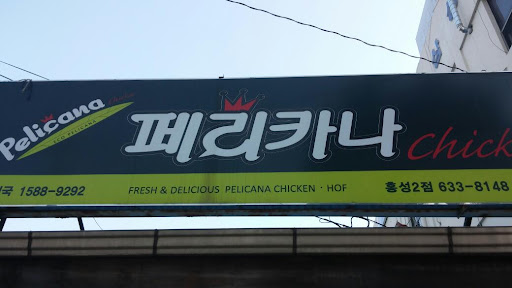 Pelicana
페리카나 Chick
국 1588-9292
FRESH & DELICIOUS PELICANA CHICKEN · HOF
홍성2점 633-8148